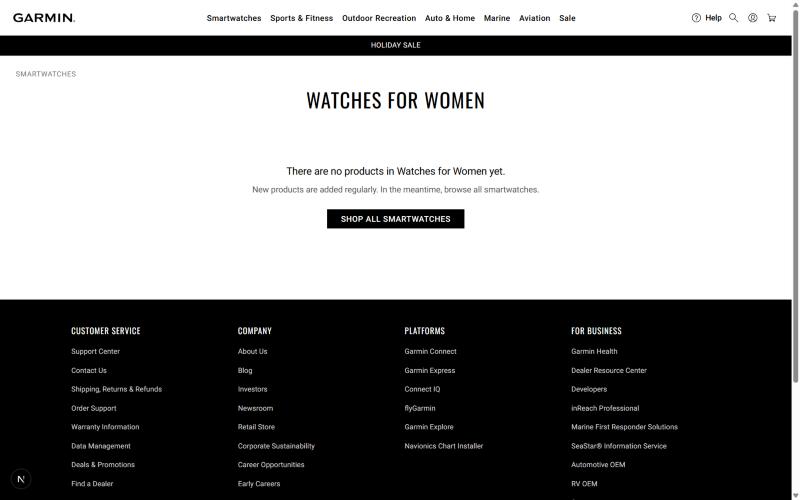 GARMIN.
Smartwatches Sports & Fitness Outdoor Recreation Auto & Home Marine Aviation Sale
Help
HOLIDAY SALE
SMARTWATCHES
WATCHES FOR WOMEN
There are no products in Watches for Women yet.
New products are added regularly. In the meantime, browse all smartwatches.
SHOP ALL SMARTWATCHES
CUSTOMER SERVICE
Support Center
Contact Us
Shipping, Returns & Refunds
Order Support
Warranty Information
Data Management
Deals & Promotions
Find a Dealer
COMPANY
About Us
Blog
Investors
Newsroom
Retail Store
Corporate Sustainability
Career Opportunities
Early Careers
PLATFORMS
Garmin Connect
Garmin Express
Connect IQ
flyGarmin
Garmin Explore
Navionics Chart Installer
FOR BUSINESS
Garmin Health
Dealer Resource Center
Developers
inReach Professional
Marine First Responder Solutions
SeaStar® Information Service
Automotive OEM
RV OEM
N